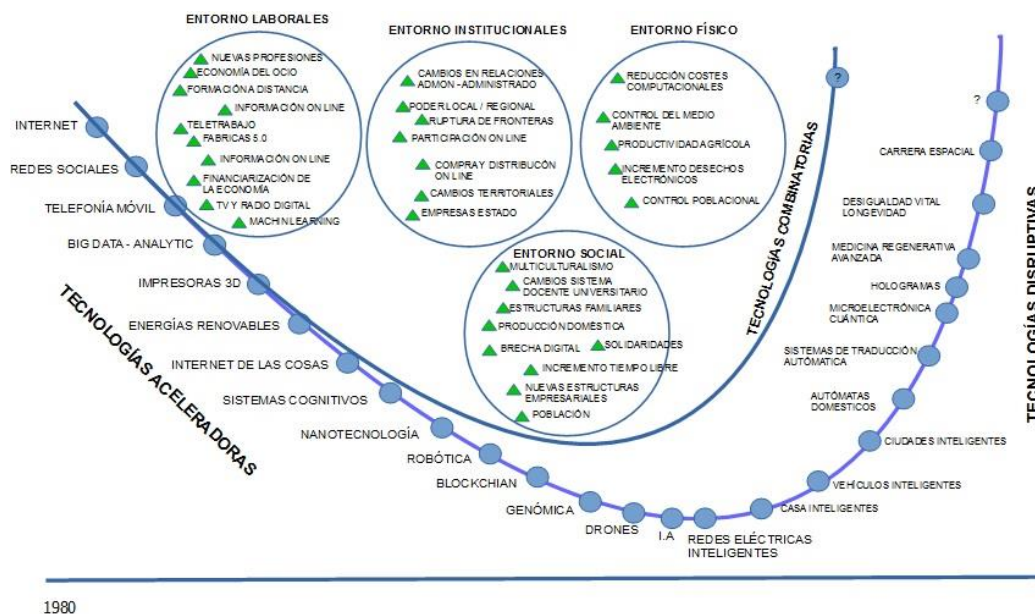 ENTORNO LABORALES
NUEVAS PROFESIONES
ECONOMÍA DEL OCIO
FORMACIÓN A DISTANCIA
INFORMACIÓN ON LINE
TELETRABAJO
FABRICAS 5.0
INFORMACIÓN ON LINE
FINANCIARIZACIÓN DE
LA ECONOMÍA
TV Y RADIO DIGITAL
MACHIN LEARNING
ENTORNO INSTITUCIONALES
CAMBIOS EN RELACIONES
ADMON - ADMINISTRADO
PODER LOCAL / REGIONAL
RUPTURA DE FRONTERAS
PARTICIPACIÓN ON LINE
COMPRA Y DISTRIBUCÓN
ON LINE
CAMBIOS TERRITORIALES
EMPRESAS ESTADO
ENTORNO FÍSICO
REDUCCIÓN COSTES
COMPUTACIONALES
CONTROL DEL MEDIO
AMBIENTE
PRODUCTIVIDAD AGRÍCOLA
INCREMENTO DESECHOS
ELECTRÓNICOS
CONTROL POBLACIONAL
ENTORNO SOCIAL
MULTICULTURALISMO
CAMBIOS SISTEMA
DOCENTE UNIVERSITARIO
ESTRUCTURAS FAMILIARES
PRODUCCIÓN DOMÉSTICA
BRECHA DIGITAL
SOLIDARIDADES
INCREMENTO TIEMPO LIBRE
NUEVAS ESTRUCTURAS
EMPRESARIALES
POBLACIÓN
INTERNET
REDES SOCIALES
TELEFONÍA MÓVIL
BIG DATA - ANALYTIC
IMPRESORAS 3D
ENERGÍAS RENOVABLES
INTERNET DE LAS COSAS
SISTEMAS COGNITIVOS
NANOTECNOLOGÍA
ROBÓTICA
BLOCKCHIAN
GENÓMICA
DRONES
I.A
REDES ELÉCTRICAS
INTELIGENTES
CASA INTELIGENTES
VEHÍCULOS INTELIGENTES
CIUDADES INTELIGENTES
AUTÓMATAS
DOMESTICOS
SISTEMAS DE TRADUCCIÓN
AUTÓMATICA
MICROELECTRÓNICA
CUÁNTICA
HOLOGRAMAS
MEDICINA REGENERATIVA
AVANZADA
DESIGUALDAD VITAL
LONGEVIDAD
CARRERA ESPACIAL
?
?
TECNOLOGÍAS ACELERADORAS
TECNOLOGÍAS COMBINATORIAS
TECNOLOGÍAS DISRUPTIVAS
1980